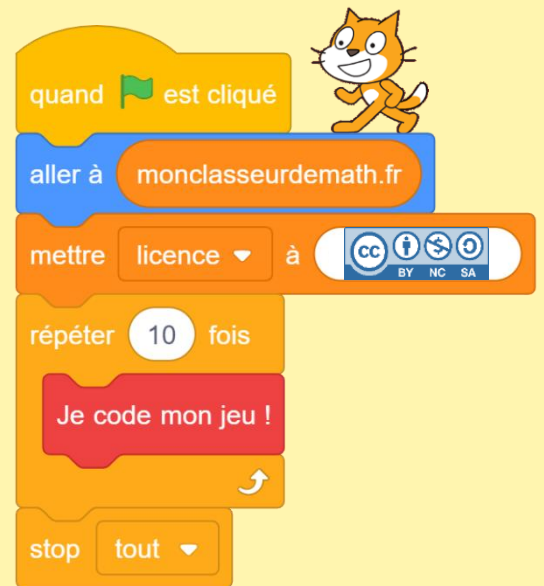 quand est cliqué
aller à monclasseurdemath.fr
mettre licence à cc BY NC SA
répéter 10 fois
Je code mon jeu !
stop tout